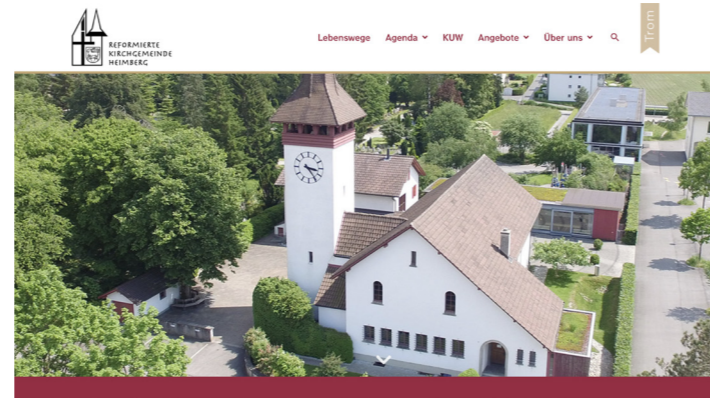 REFORMIERTE
KIRCHGEMEINDE
HEIMBERG
Lebenswege Agenda KUW Angebote Über uns
Trom